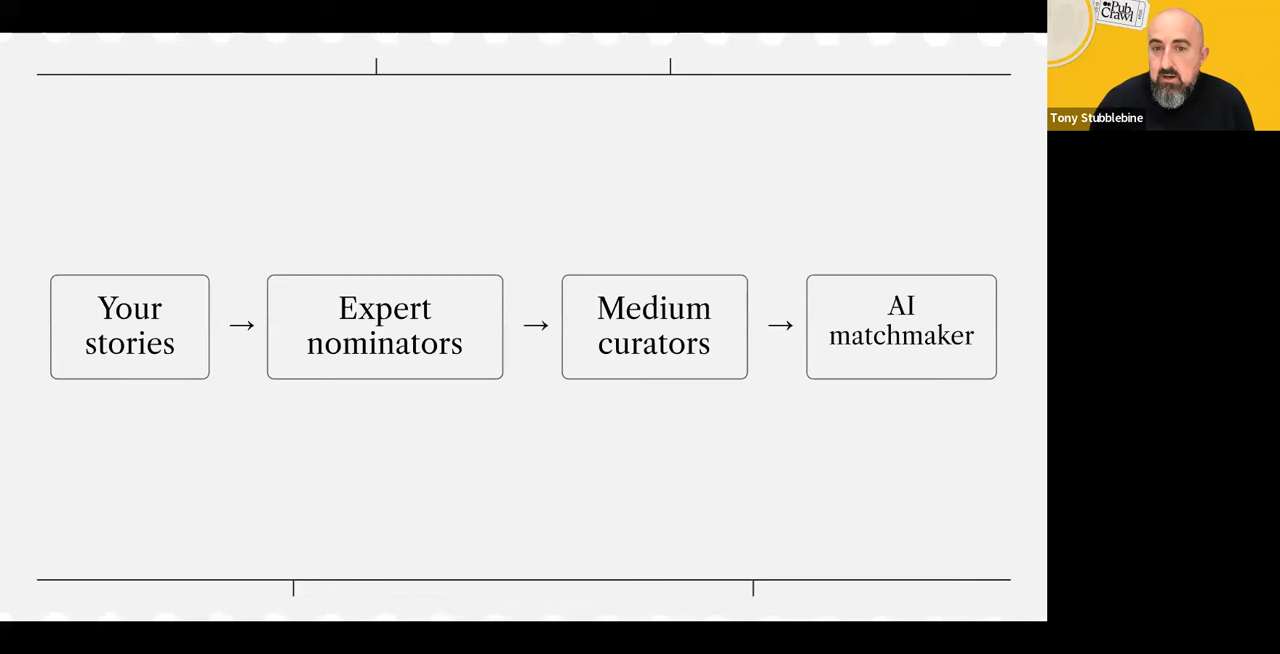 Your
stories
→
Expert
nominators
→
Medium
curators
→
AI
matchmaker
Pub
Crawl
Tony Stubblebine